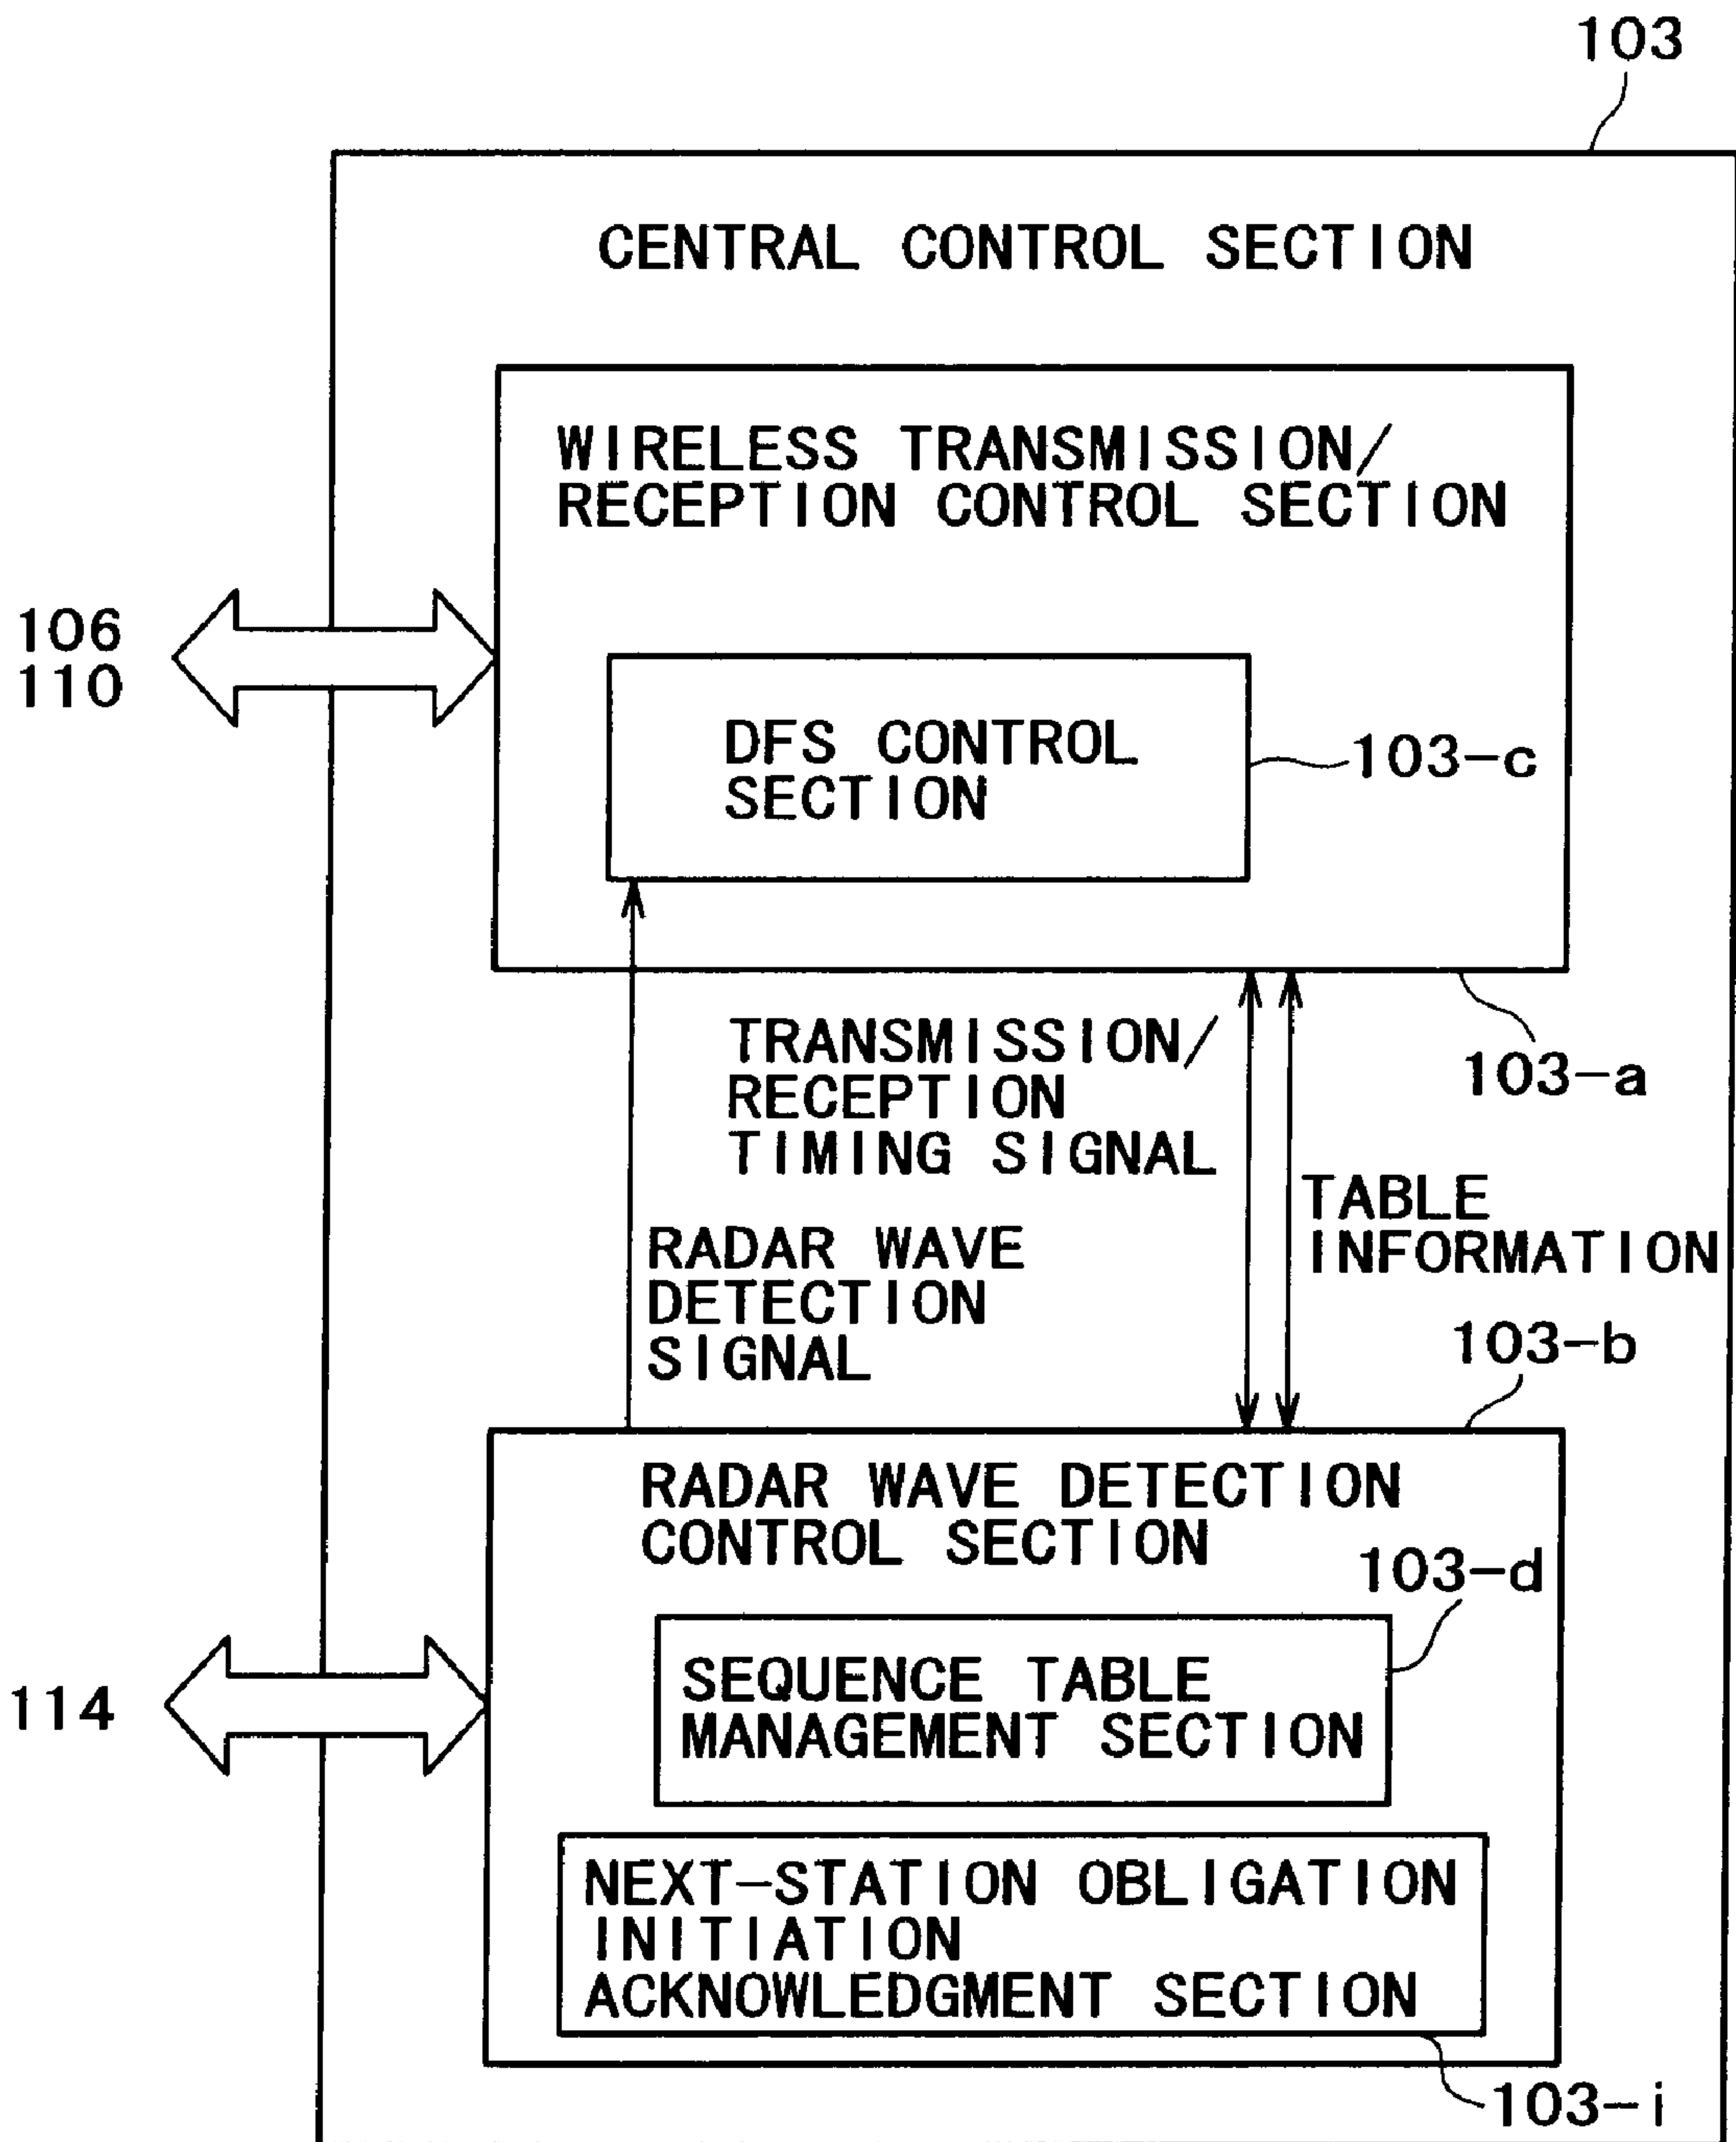 103
CENTRAL CONTROL SECTION
WIRELESS TRANSMISSION/
RECEPTION CONTROL SECTION
106
110
DFS CONTROL
SECTION
103-c
TRANSMISSION/
RECEPTION
TIMING SIGNAL
103-a
TABLE
INFORMATION
RADAR WAVE
DETECTION
SIGNAL
103-b
RADAR WAVE DETECTION
CONTROL SECTION
103-d
SEQUENCE TABLE
MANAGEMENT SECTION
114
NEXT-STATION OBLIGATION
INITIATION
ACKNOWLEDGMENT SECTION
103-i